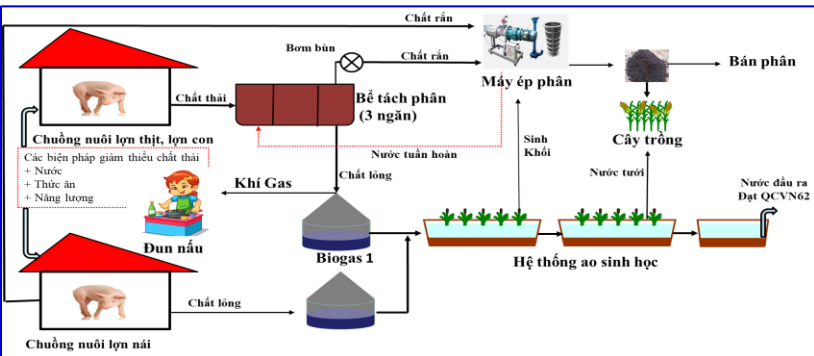 Chất rắn
Bơm bùn
Chất rắn
Bán phân
Chất thải
Máy ép phân
Bể tách phân
(3 ngăn)
Cây trồng
Chuồng nuôi lợn thịt, lợn con
Nước tuần hoàn
Sinh
Khối
Các biện pháp giảm thiểu chất thải
+ Nước
+ Thức ăn
+ Năng lượng
Chất lỏng
Nước tưới
Khí Gas
Nước đầu ra
Đạt QCVN62
Đun nấu
Biogas 1
Hệ thống ao sinh học
Chất lỏng
Chuồng nuôi lợn nái